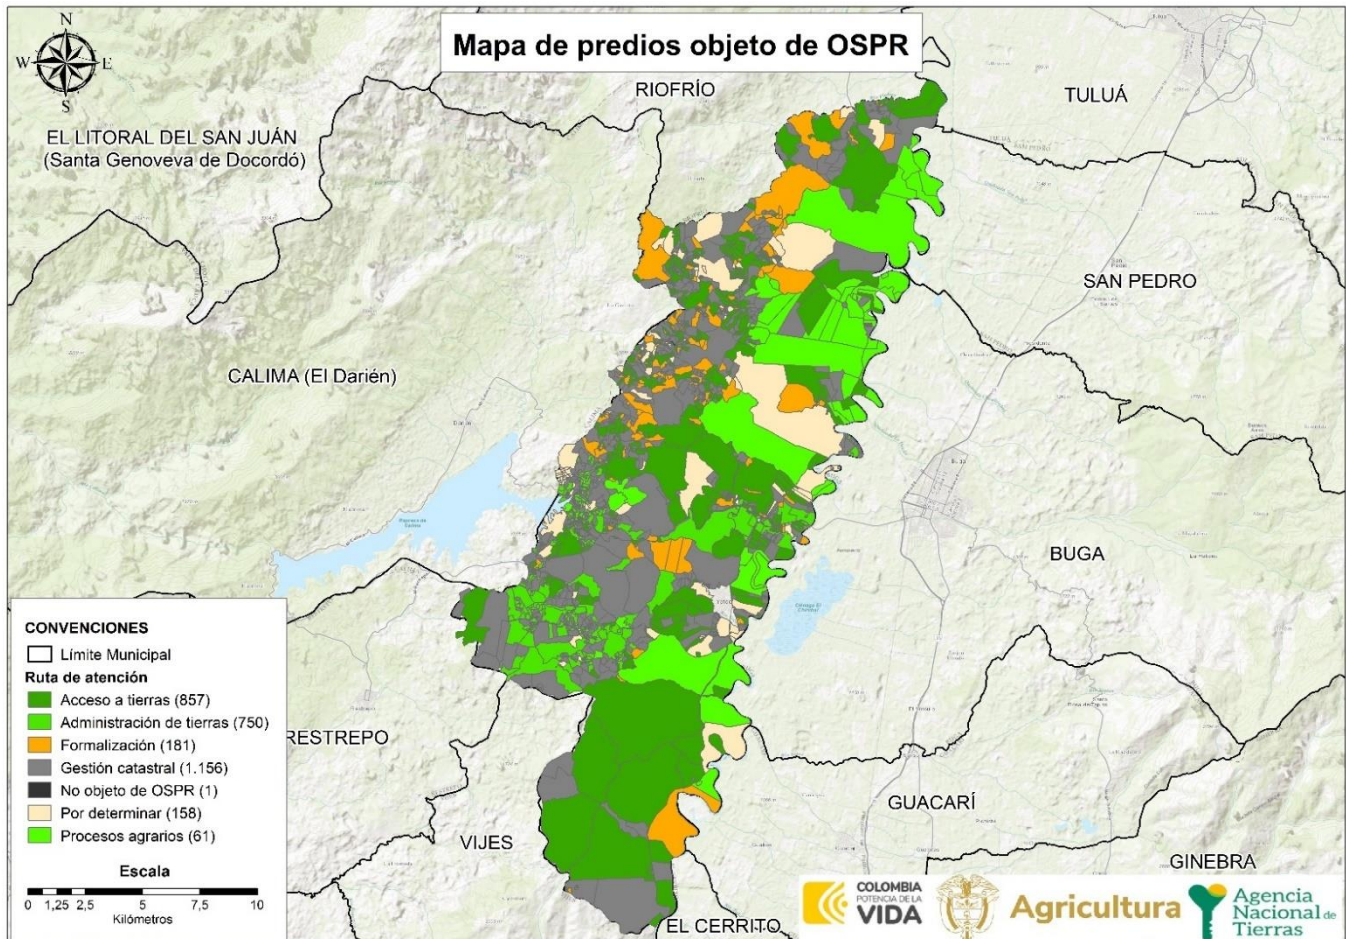 Mapa de predios objeto de OSPR
N
W E
S
RIOFRÍO
TULUÁ
EL LITORAL DEL SAN JUÁN
(Santa Genoveva de Docordó)
SAN PEDRO
CALIMA (El Darién)
BUGA
RESTREPO
GUACARÍ
VIJES
GINEBRA
EL CERRITO
CONVENCIONES
Límite Municipal
Ruta de atención
Acceso a tierras (857)
Administración de tierras (750)
Formalización (181)
Gestión catastral (1.156)
No objeto de OSPR (1)
Por determinar (158)
Procesos agrarios (61)
Escala
0 1,25 2,5 5 7,5 10
Kilómetros
COLOMBIA
POTENCIA DE LA
VIDA
Agricultura
Agencia
Nacional de
Tierras